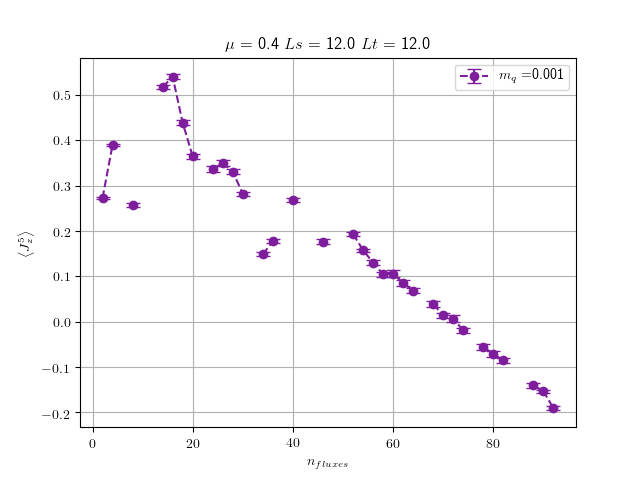 μ = 0.4 Ls = 12.0 Lt = 12.0
m_q =0.001
⟨J_z^5⟩
0.5
0.4
0.3
0.2
0.1
0.0
−0.1
−0.2
0 20 40 60 80
n_fluxes